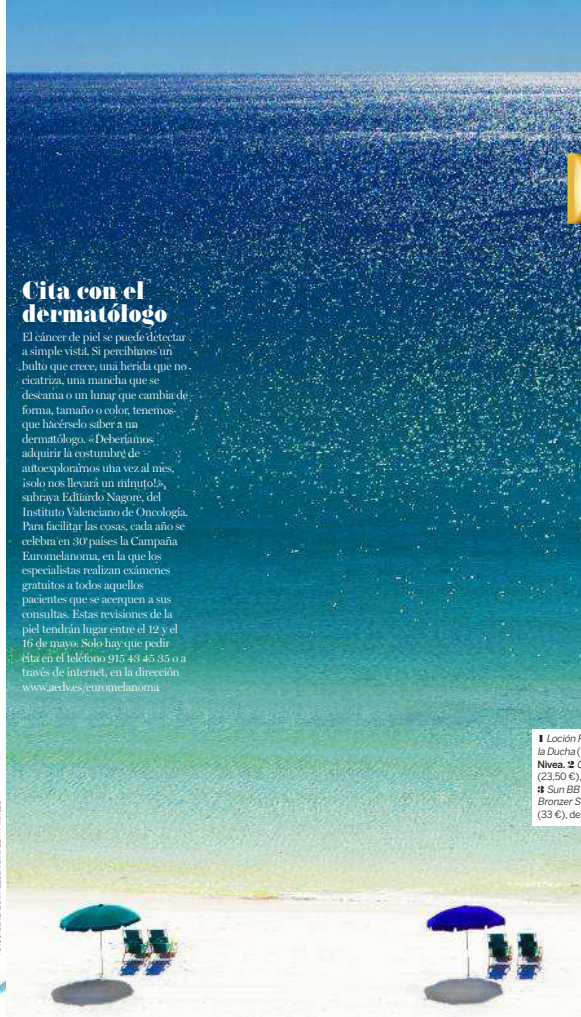 Cita con el
dermatólogo
El cáncer de piel se puede detectar
a simple vista. Si percibimos un
bulto que crece, una herida que no
cicatriza, una mancha que se
descama o un lunar que cambia de
forma, tamaño o color, tenemos
que hacérselo saber a un
dermatólogo. «Deberíamos
adquirir la costumbre de
autoexplorarnos una vez al mes,
¡solo nos llevará un minuto!»,
subraya Eduardo Nagore, del
Instituto Valenciano de Oncología.
Para facilitar las cosas, cada año se
celebra en 30 países la Campaña
Euromelanoma, en la que los
especialistas realizan exámenes
gratuitos a todos aquellos
pacientes que se acerquen a sus
consultas. Estas revisiones de la
piel tendrán lugar entre el 12 y el
16 de mayo. Solo hay que pedir
cita en el teléfono 915 43 45 35 o a
través de internet, en la dirección
www.aedv.es/euromelanoma
1 Loción
la Ducha (
Nivea. 2
(23,50 €),
3 Sun BB
Bronzer S
(33 €), de